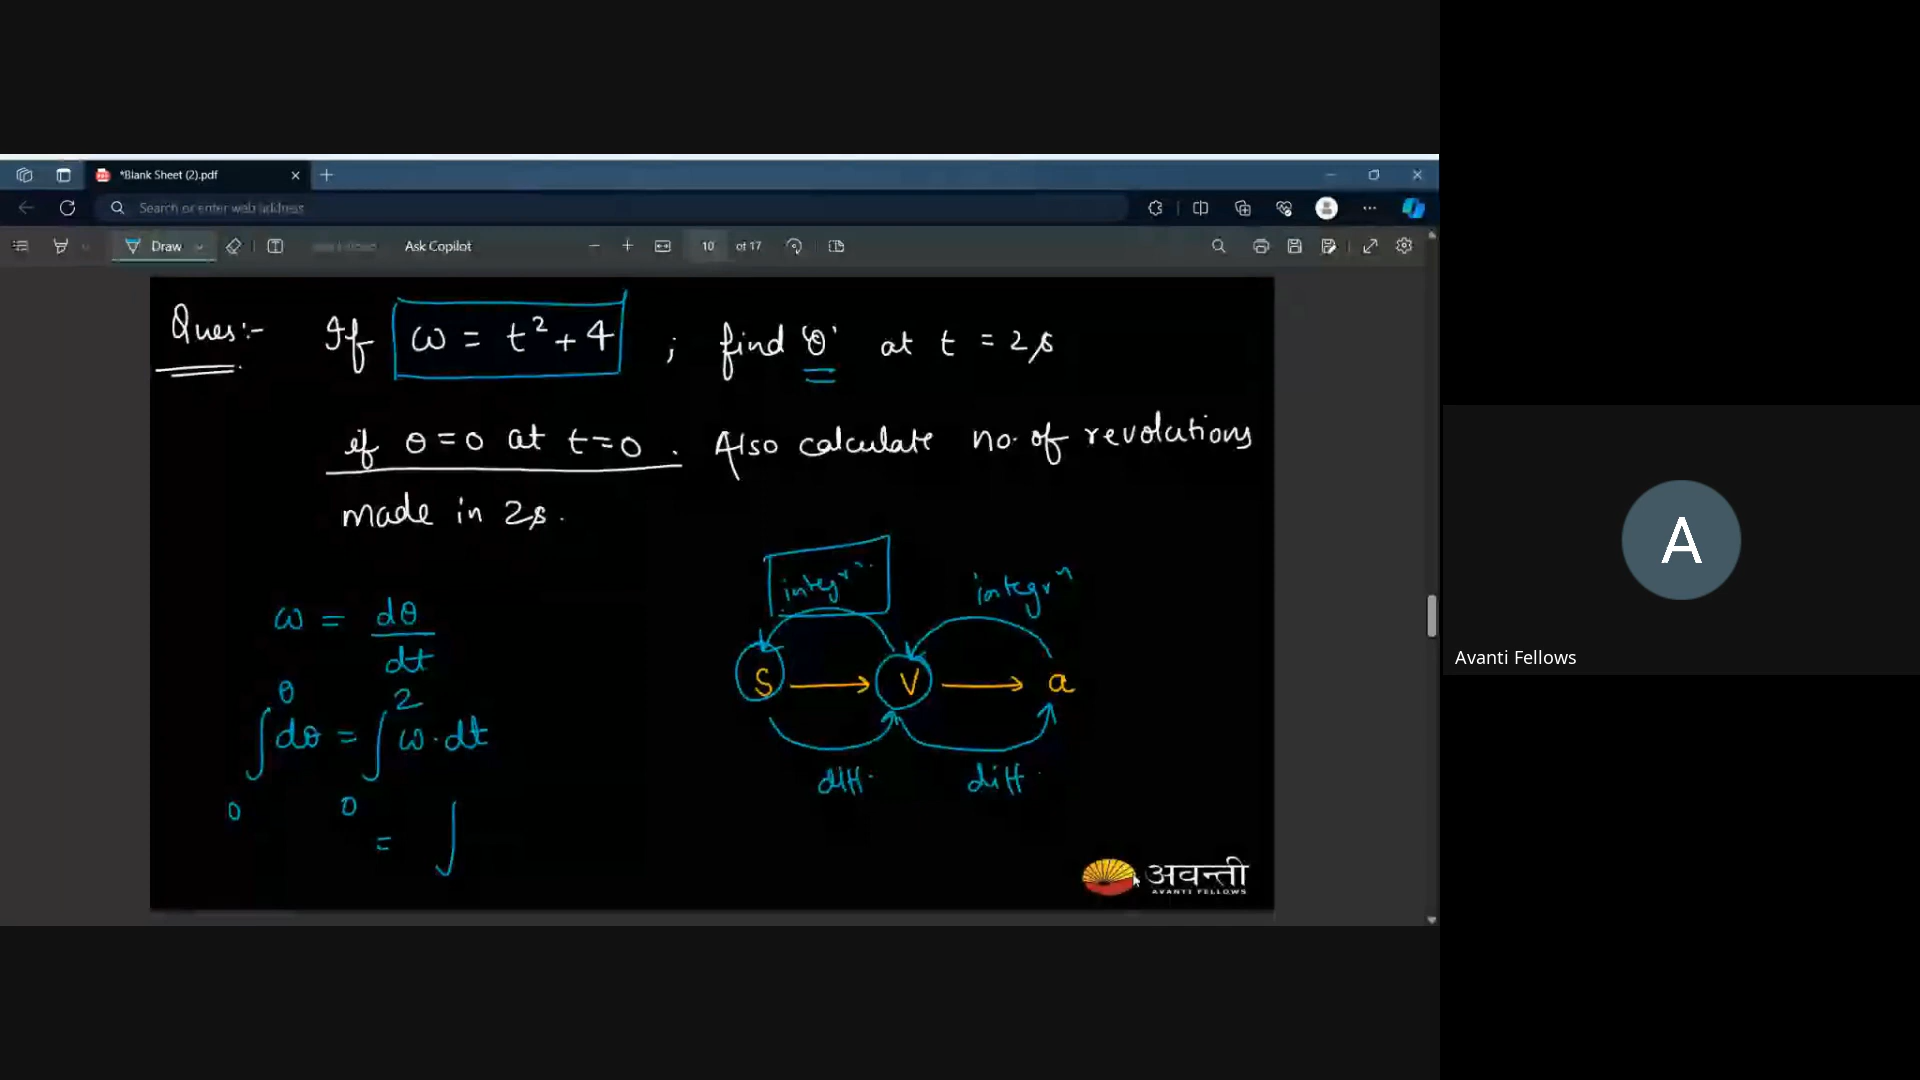 *Blank Sheet (2).pdf
Search or enter web address
Draw
Ask Copilot
10 of 17
Ques:- If ω = t² + 4 ; find 'θ' at t = 2s
if θ = 0 at t = 0 . Also calculate no. of revolutions
made in 2s.
integrⁿ. integrⁿ
ω = dθ/dt
S → V → a
∫₀^θ dθ = ∫₀^2 ω·dt
diff. diff.
= ∫
अवन्ती
AVANTI FELLOWS
A
Avanti Fellows